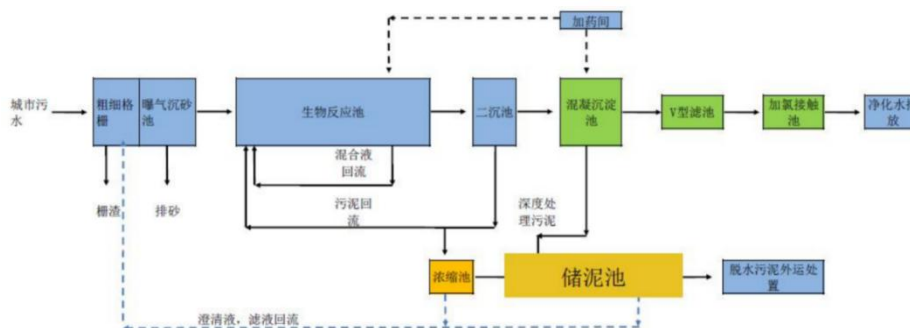 加药间
城市污
水
粗细格
栅
曝气沉砂
池
生物反应池
二沉池
混凝沉淀
池
V型滤池
加氯接触
池
净化水排
放
混合液
回流
栅渣
排砂
污泥回
流
深度处
理污泥
浓缩池
储泥池
脱水污泥外运处
置
澄清液，滤液回流